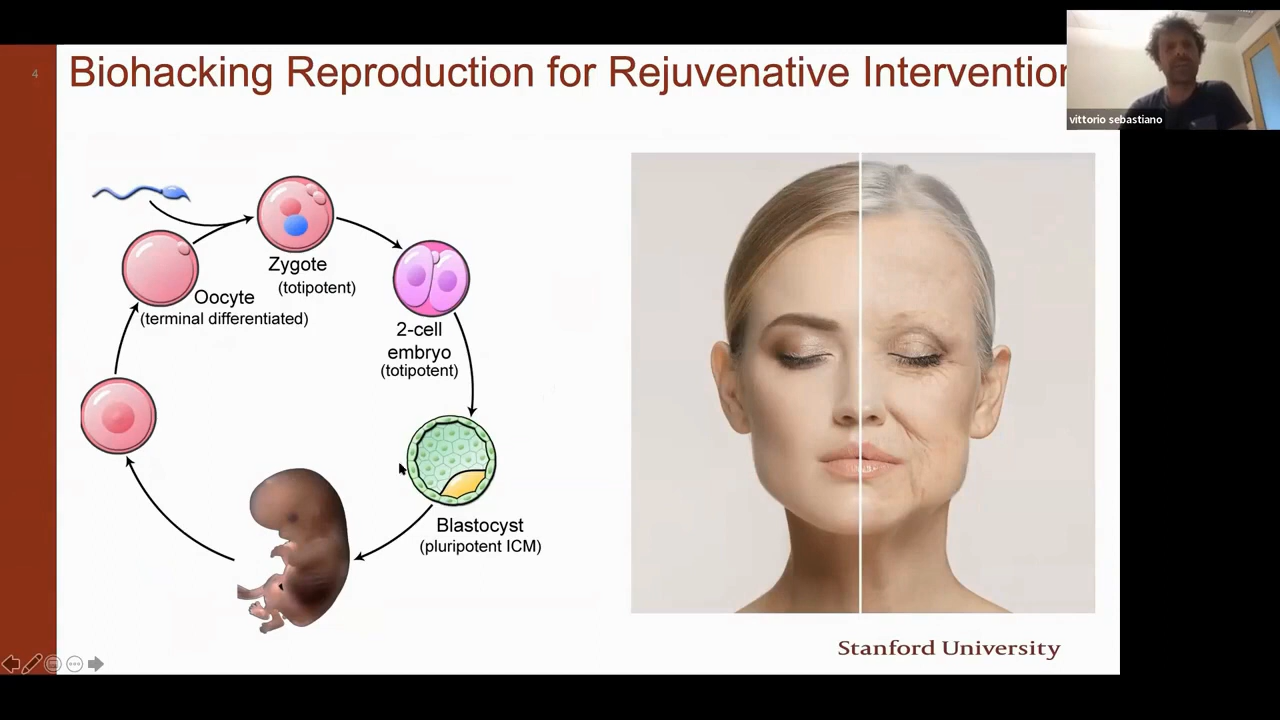 4
Biohacking Reproduction for Rejuvenative Intervention
vittorio sebastiano
Zygote
(totipotent)
Oocyte
(terminal differentiated)
2-cell
embryo
(totipotent)
Blastocyst
(pluripotent ICM)
Stanford University